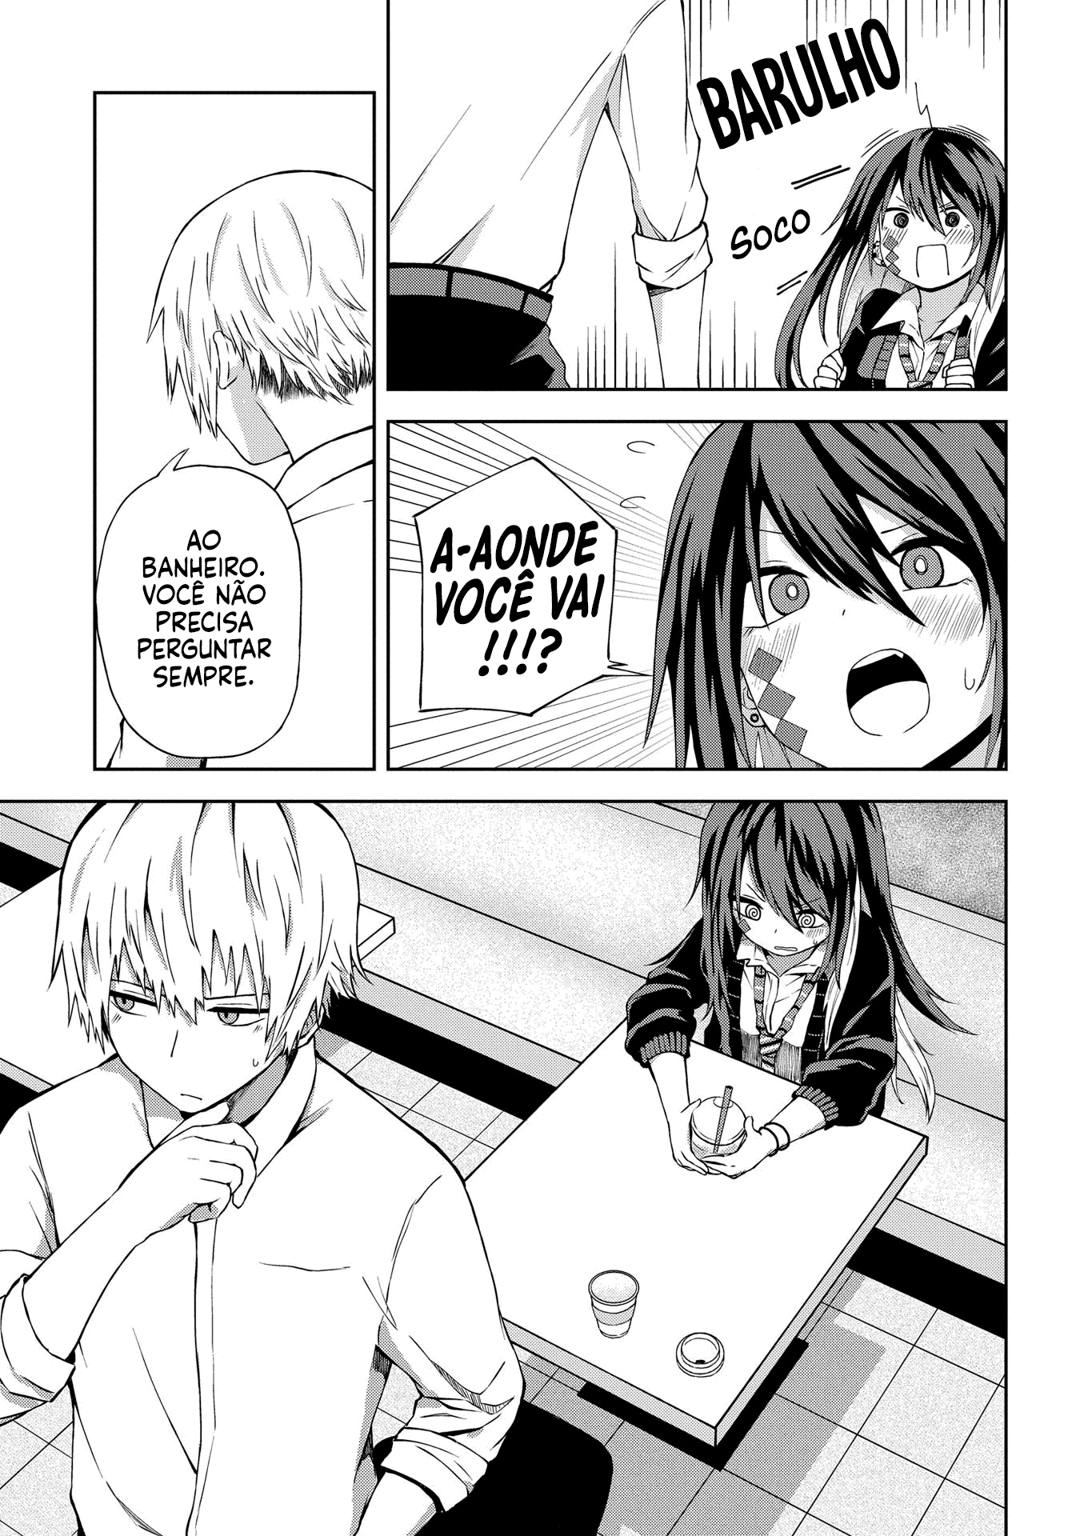 BARULHO
SOCO
A-AONDE
VOCÊ VAI
!!!?
AO
BANHEIRO.
VOCÊ NÃO
PRECISA
PERGUNTAR
SEMPRE.